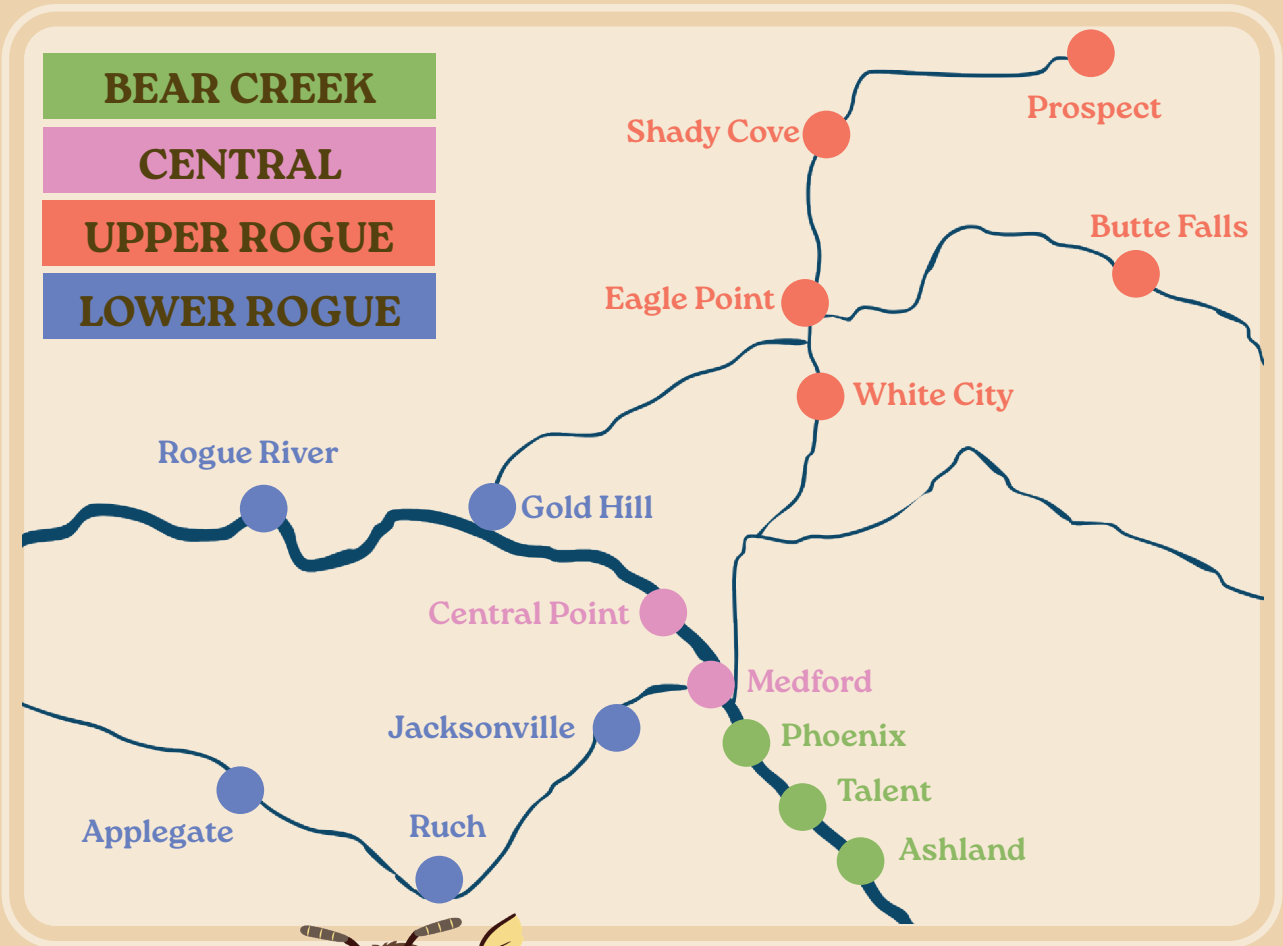 BEAR CREEK
CENTRAL
UPPER ROGUE
LOWER ROGUE
Prospect
Shady Cove
Butte Falls
Eagle Point
White City
Rogue River
Gold Hill
Central Point
Medford
Jacksonville
Phoenix
Talent
Applegate
Ruch
Ashland